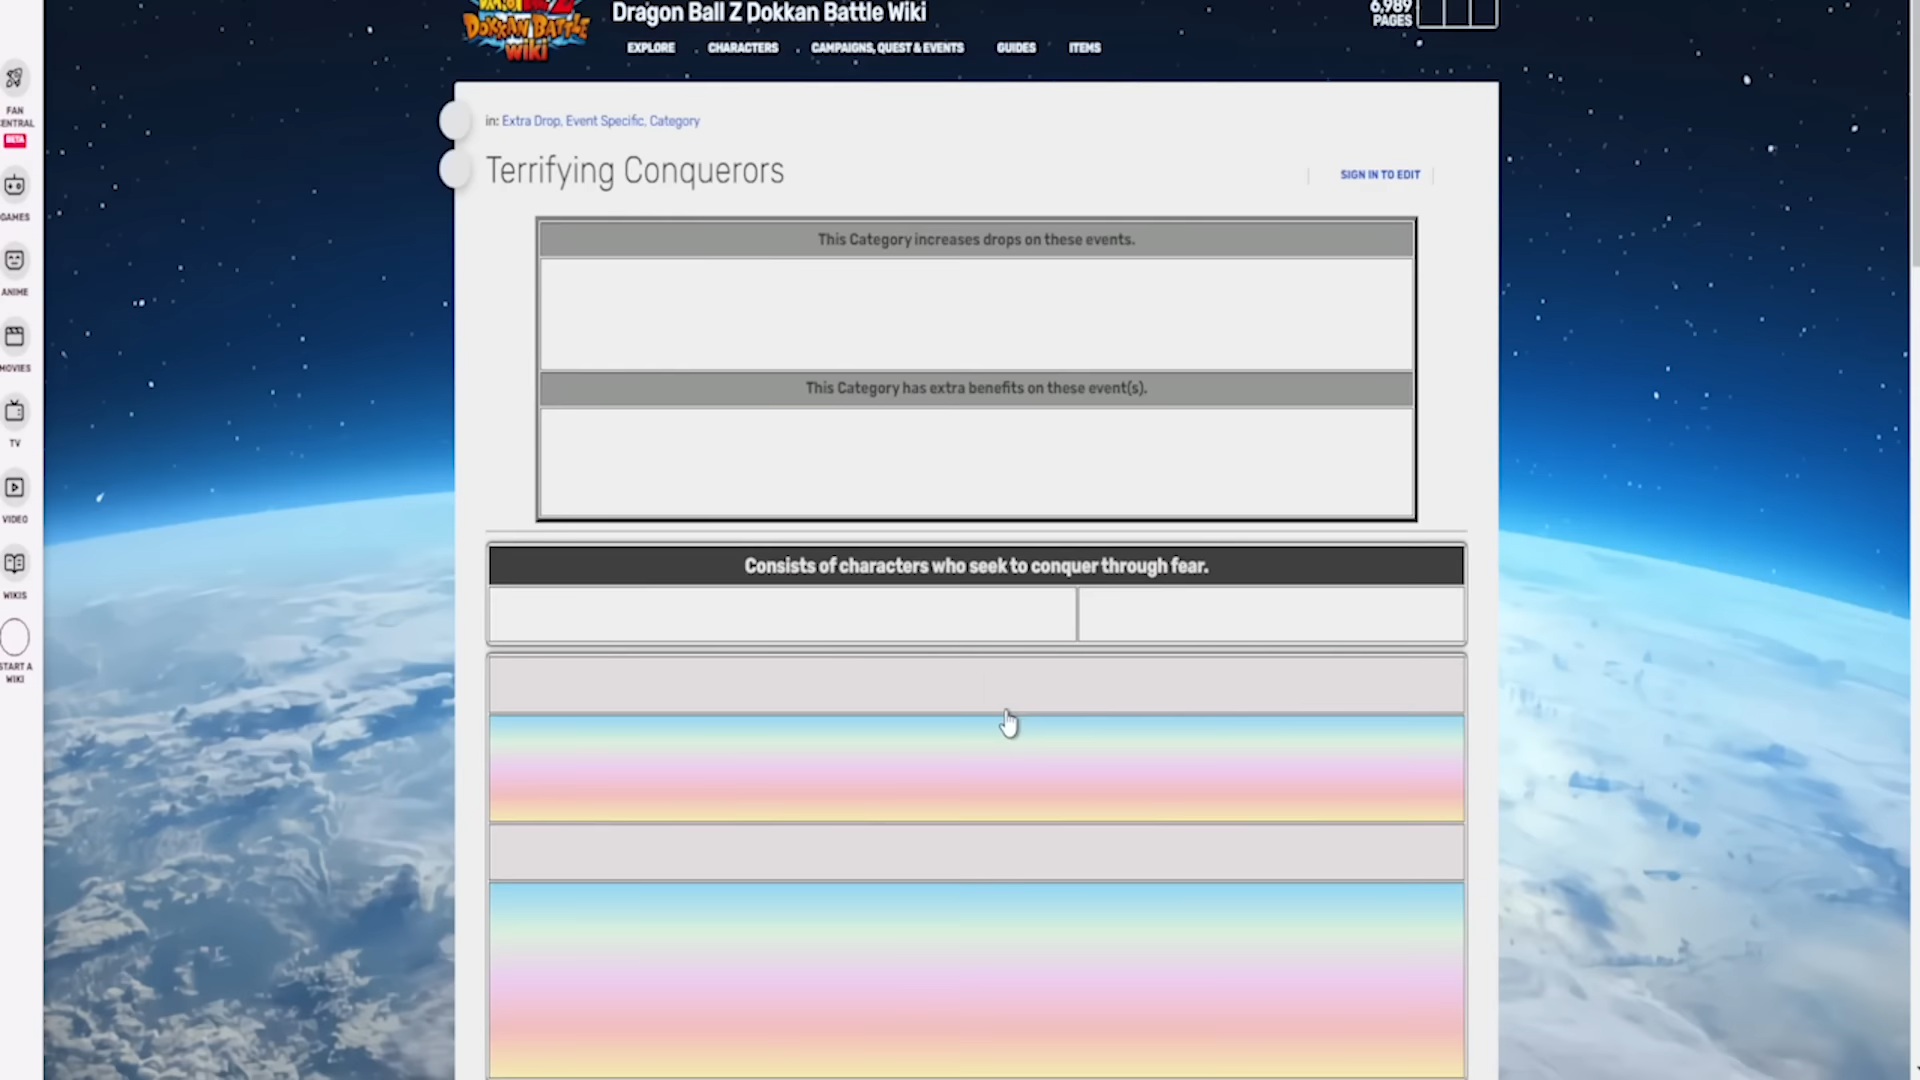 DOKKAN BATTLE
wiki
Dragon Ball Z Dokkan Battle Wiki
6,989
PAGES
EXPLORE
CHARACTERS
CAMPAIGNS, QUEST & EVENTS
GUIDES
ITEMS
FAN
CENTRAL
BETA
GAMES
ANIME
MOVIES
TV
VIDEO
WIKIS
START A
WIKI
in: Extra Drop, Event Specific, Category
Terrifying Conquerors
SIGN IN TO EDIT
This Category increases drops on these events.
This Category has extra benefits on these event(s).
Consists of characters who seek to conquer through fear.